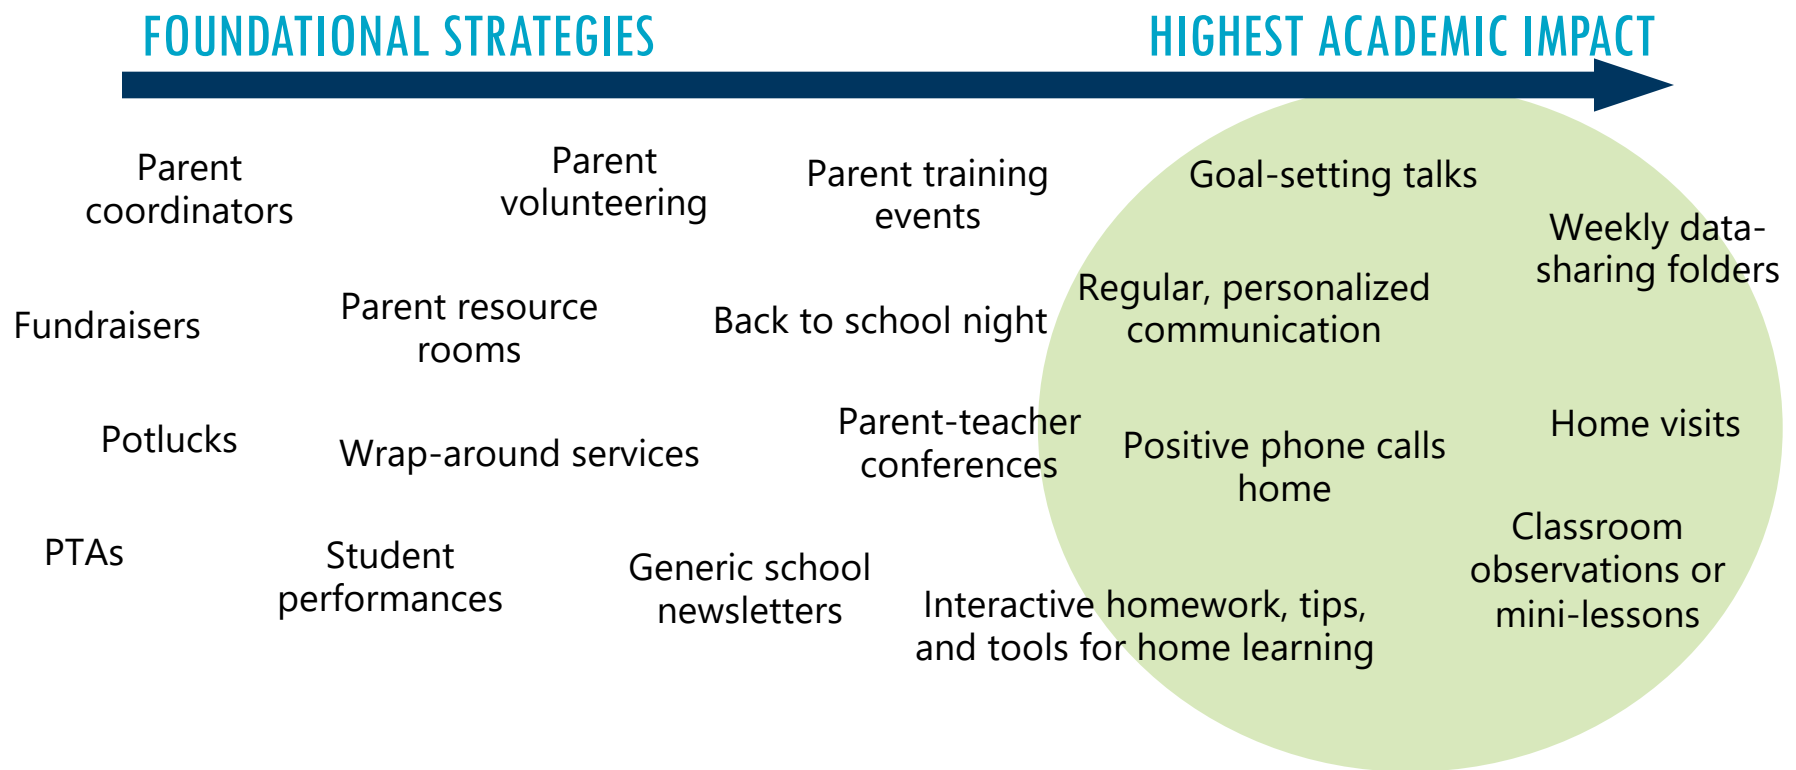 FOUNDATIONAL STRATEGIES
HIGHEST ACADEMIC IMPACT
Parent
coordinators
Parent
volunteering
Parent training
events
Goal-setting talks
Weekly data-
sharing folders
Fundraisers
Parent resource
rooms
Back to school night
Regular, personalized
communication
Potlucks
Wrap-around services
Parent-teacher
conferences
Positive phone calls
home
Home visits
PTAs
Student
performances
Generic school
newsletters
Interactive homework, tips,
and tools for home learning
Classroom
observations or
mini-lessons